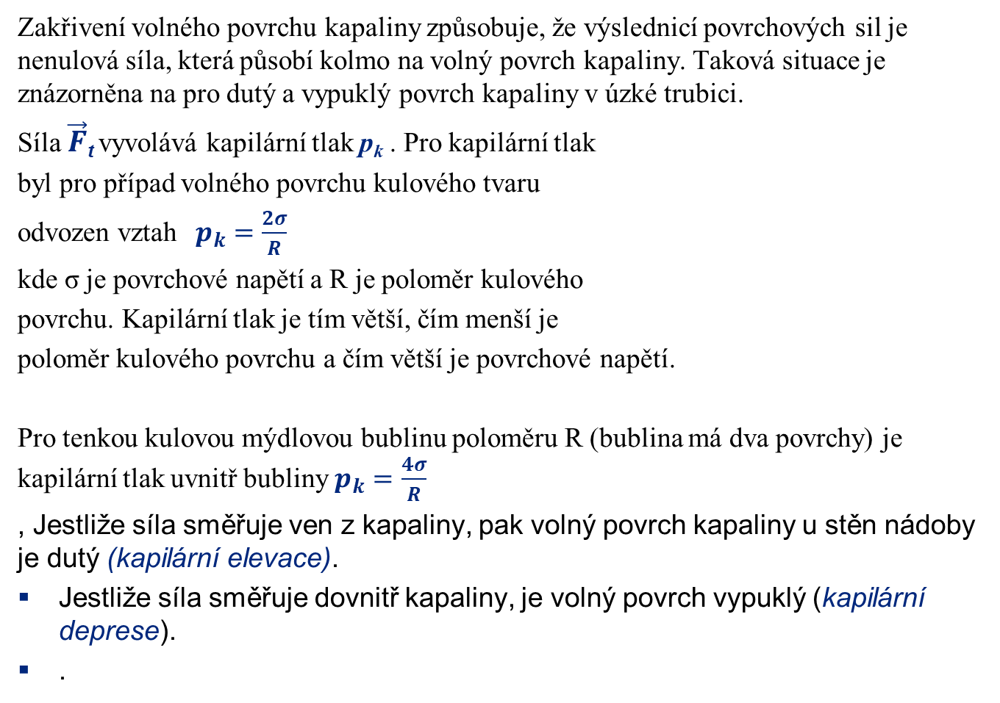 Zakřivení volného povrchu kapaliny způsobuje, že výslednicí povrchových sil je
nenulová síla, která působí kolmo na volný povrch kapaliny. Taková situace je
znázorněna na pro dutý a vypuklý povrch kapaliny v úzké trubici.
Síla $\overrightarrow{F}_t$ vyvolává kapilární tlak $p_k$ . Pro kapilární tlak
byl pro případ volného povrchu kulového tvaru
odvozen vztah $p_k = \frac{2\sigma}{R}$
kde σ je povrchové napětí a R je poloměr kulového
povrchu. Kapilární tlak je tím větší, čím menší je
poloměr kulového povrchu a čím větší je povrchové napětí.
Pro tenkou kulovou mýdlovou bublinu poloměru R (bublina má dva povrchy) je
kapilární tlak uvnitř bubliny $p_k = \frac{4\sigma}{R}$
, Jestliže síla směřuje ven z kapaliny, pak volný povrch kapaliny u stěn nádoby
je dutý (kapilární elevace).
▪ Jestliže síla směřuje dovnitř kapaliny, je volný povrch vypuklý (kapilární
deprese).
▪ .